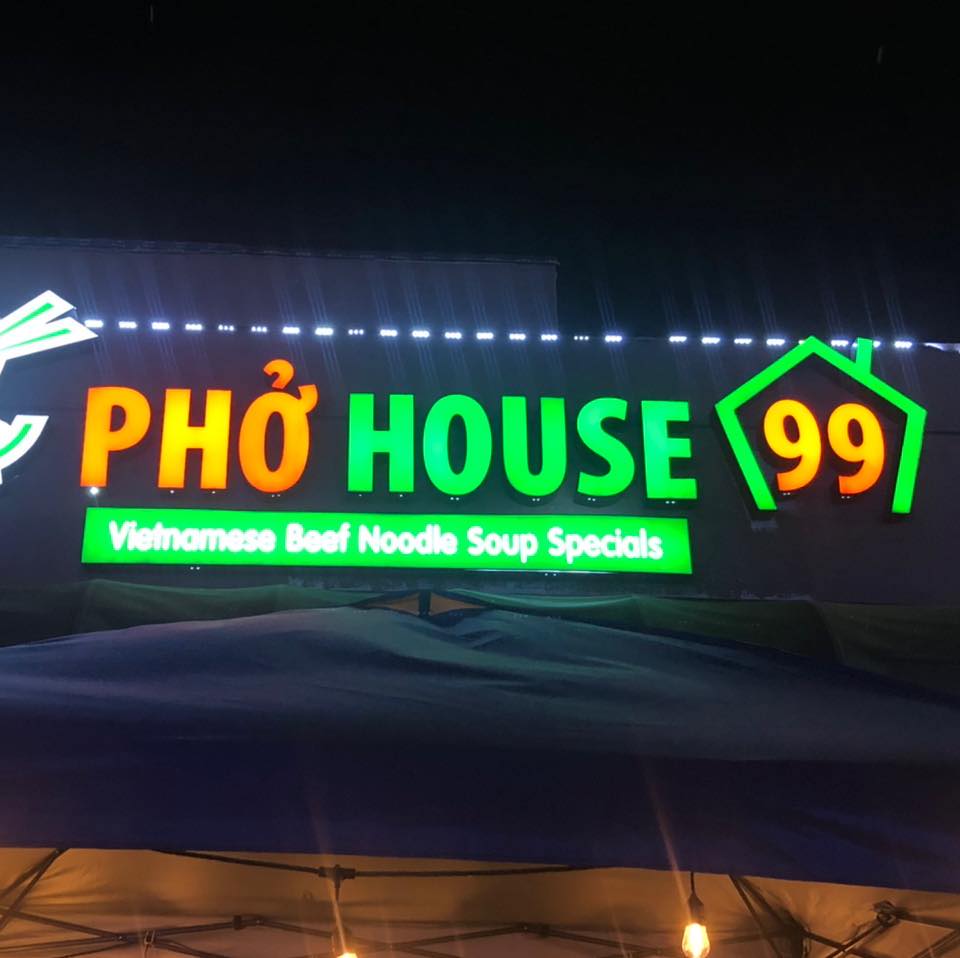 PHỞ HOUSE 99
Vietnamese Beef Noodle Soup Specials